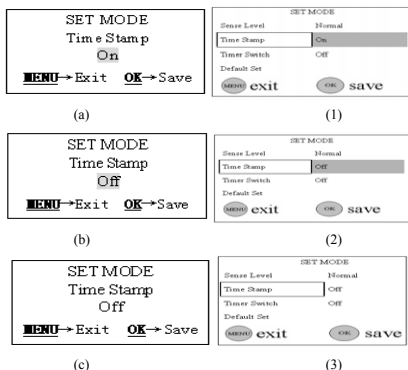 SET MODE
Time Stamp
On
MENU→Exit OK→Save
(a)
SET MODE
Sense Level Normal
Time Stamp On
Timer Switch Off
Default Set
MENU exit OK save
(1)
SET MODE
Time Stamp
Off
MENU→Exit OK→Save
(b)
SET MODE
Sense Level Normal
Time Stamp Off
Timer Switch Off
Default Set
MENU exit OK save
(2)
SET MODE
Time Stamp
Off
MENU→Exit OK→Save
(c)
SET MODE
Sense Level Normal
Time Stamp Off
Timer Switch Off
Default Set
MENU exit OK save
(3)